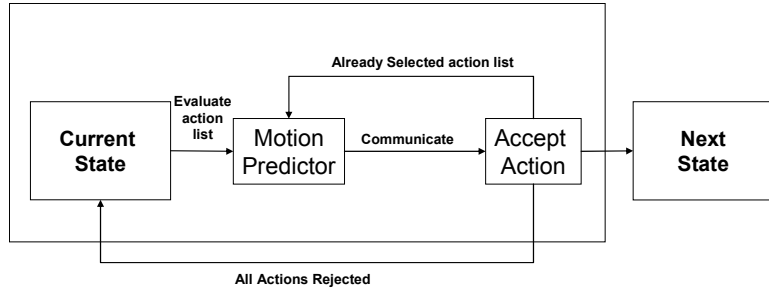 Already Selected action list
Evaluate
action
list
Current
State
Motion
Predictor
Communicate
Accept
Action
Next
State
All Actions Rejected